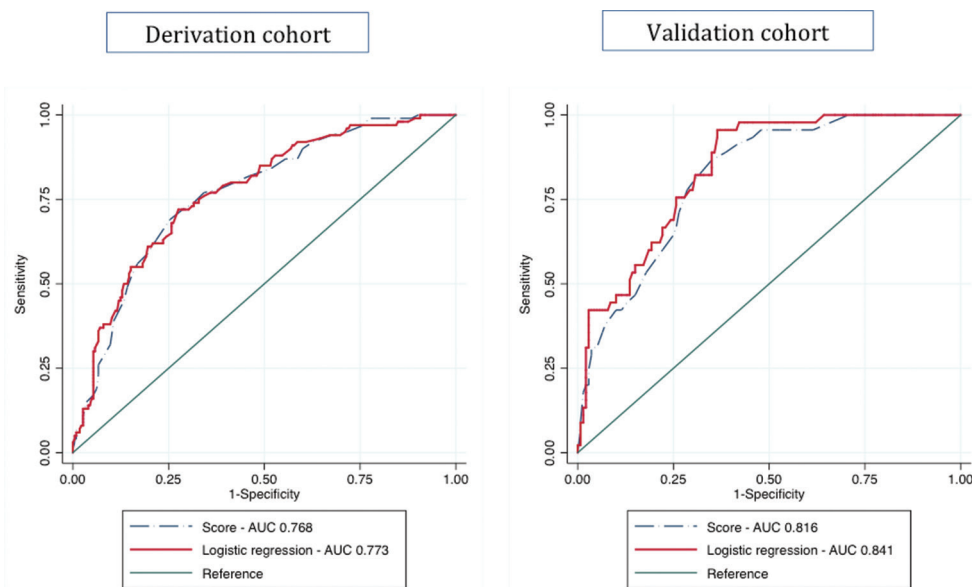 Derivation cohort
Validation cohort
1.00
0.75
0.50
0.25
0.00
Sensitivity
0.00 0.25 0.50 0.75 1.00
1-Specificity
Score - AUC 0.768
Logistic regression - AUC 0.773
Reference
1.00
0.75
0.50
0.25
0.00
Sensitivity
0.00 0.25 0.50 0.75 1.00
1-Specificity
Score - AUC 0.816
Logistic regression - AUC 0.841
Reference